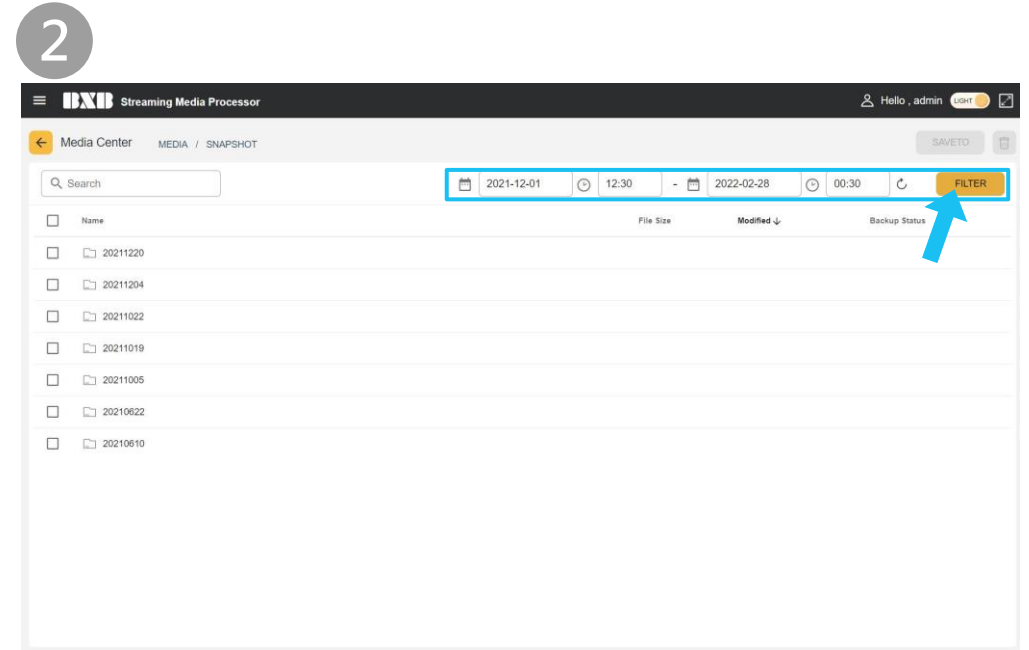 2
BXB Streaming Media Processor Hello , admin LIGHT
Media Center MEDIA / SNAPSHOT SAVETO
Search 2021-12-01 12:30 - 2022-02-28 00:30 FILTER
Name File Size Modified Backup Status
20211220
20211204
20211022
20211019
20211005
20210622
20210610